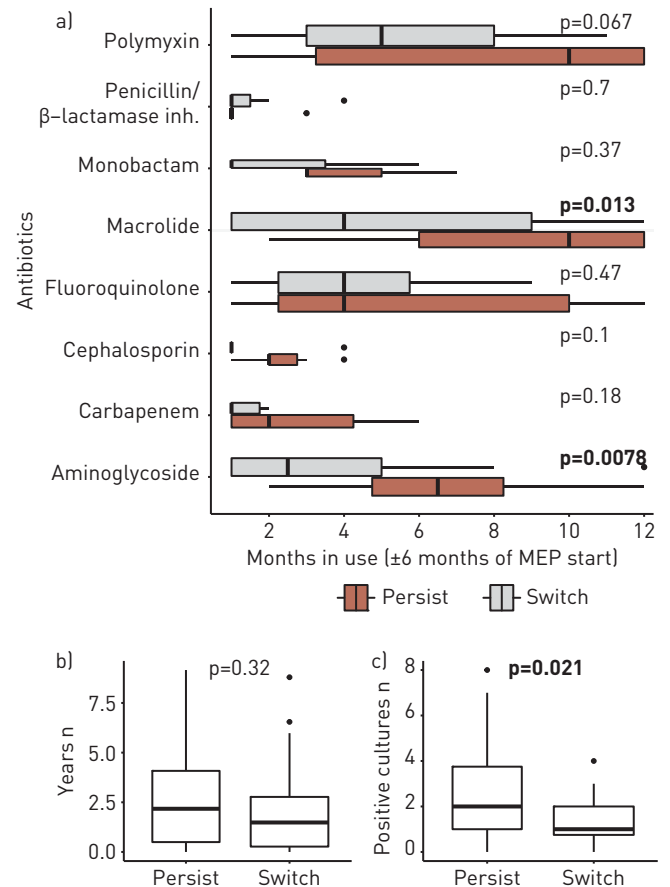 a)
Antibiotics
Polymyxin
p=0.067
Penicillin/
β–lactamase inh.
p=0.7
Monobactam
p=0.37
Macrolide
p=0.013
Fluoroquinolone
p=0.47
Cephalosporin
p=0.1
Carbapenem
p=0.18
Aminoglycoside
p=0.0078
2 4 6 8 10 12
Months in use (±6 months of MEP start)
Persist Switch
b)
p=0.32
Years n
7.5
5.0
2.5
0.0
Persist Switch
c)
p=0.021
Positive cultures n
8
6
4
2
0
Persist Switch